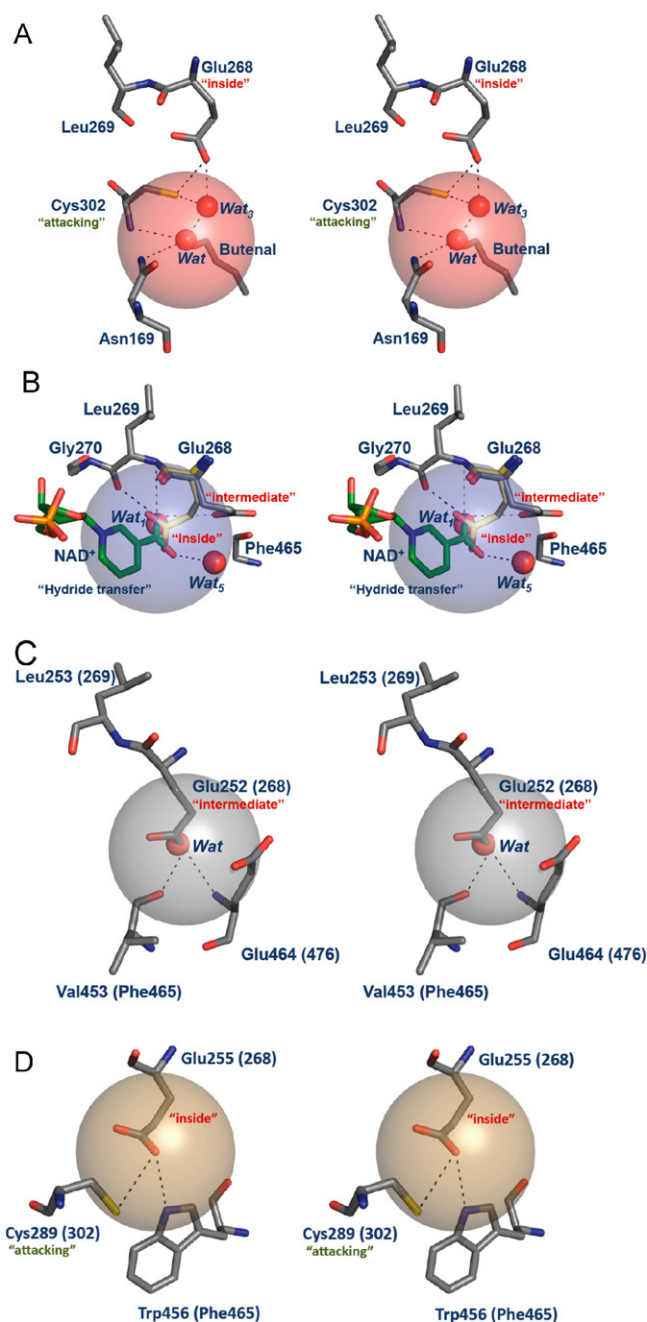 A
Glu268
"inside"
Leu269
Cys302
"attacking"
Wat3
Wat
Butenal
Asn169
Glu268
"inside"
Leu269
Cys302
"attacking"
Wat3
Wat
Butenal
Asn169
B
Leu269
Gly270
Glu268
"intermediate"
Wat1
"inside"
Phe465
NAD+
Wat5
"Hydride transfer"
Leu269
Gly270
Glu268
"intermediate"
Wat1
"inside"
Phe465
NAD+
Wat5
"Hydride transfer"
C
Leu253 (269)
Glu252 (268)
"intermediate"
Wat
Glu464 (476)
Val453 (Phe465)
Leu253 (269)
Glu252 (268)
"intermediate"
Wat
Glu464 (476)
Val453 (Phe465)
D
Glu255 (268)
"inside"
Cys289 (302)
"attacking"
Trp456 (Phe465)
Glu255 (268)
"inside"
Cys289 (302)
"attacking"
Trp456 (Phe465)